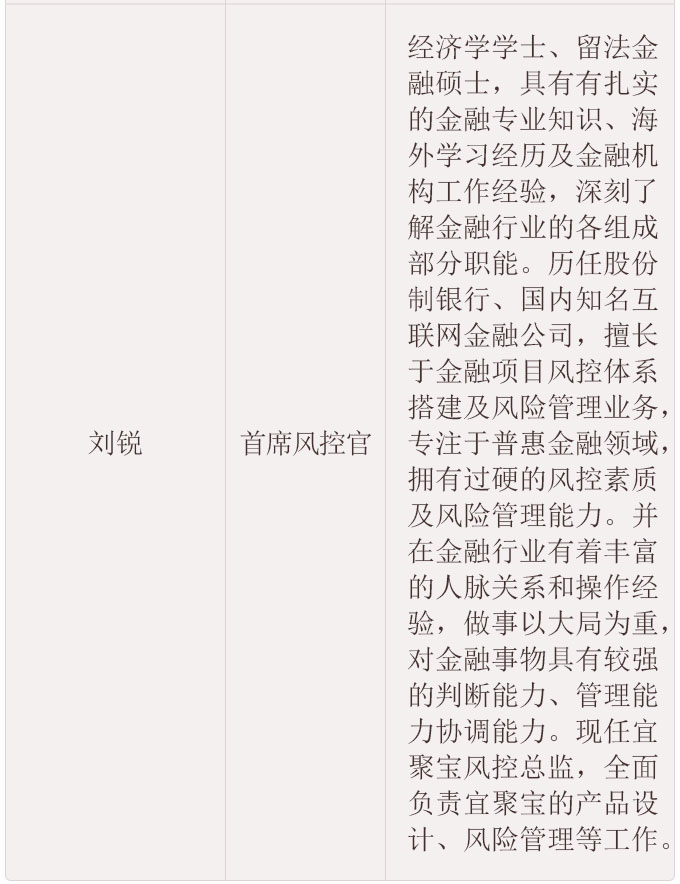 刘锐
首席风控官
经济学学士、留法金
融硕士，具有有扎实
的金融专业知识、海
外学习经历及金融机
构工作经验，深刻了
解金融行业的各组成
部分职能。历任股份
制银行、国内知名互
联网金融公司，擅长
于金融项目风控体系
搭建及风险管理业务，
专注于普惠金融领域，
拥有过硬的风控素质
及风险管理能力。并
在金融行业有着丰富
的人脉关系和操作经
验，做事以大局为重，
对金融事物具有较强
的判断能力、管理能
力协调能力。现任宜
聚宝风控总监，全面
负责宜聚宝的产品设
计、风险管理等工作。